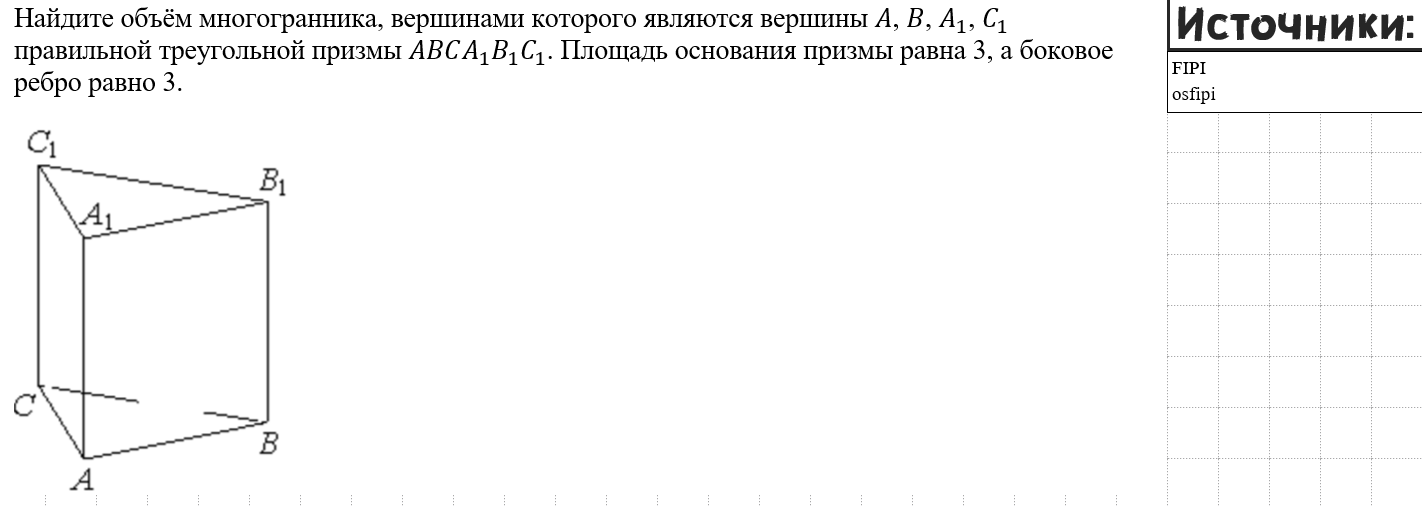 Найдите объём многогранника, вершинами которого являются вершины A, B, A₁, C₁
правильной треугольной призмы ABCA₁B₁C₁. Площадь основания призмы равна 3, а боковое
ребро равно 3.
Источники:
FIPI
osfipi
C₁
B₁
A₁
C
B
A